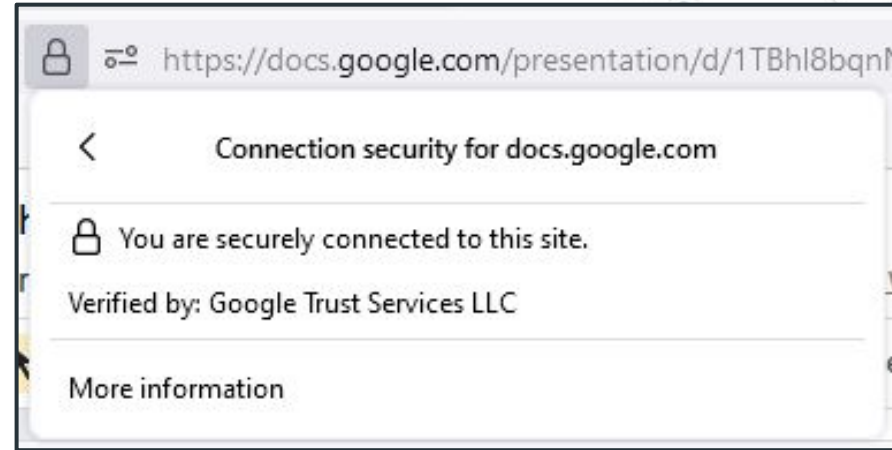 https://docs.google.com/presentation/d/1TBhl8bqn
Connection security for docs.google.com
You are securely connected to this site.
Verified by: Google Trust Services LLC
More information